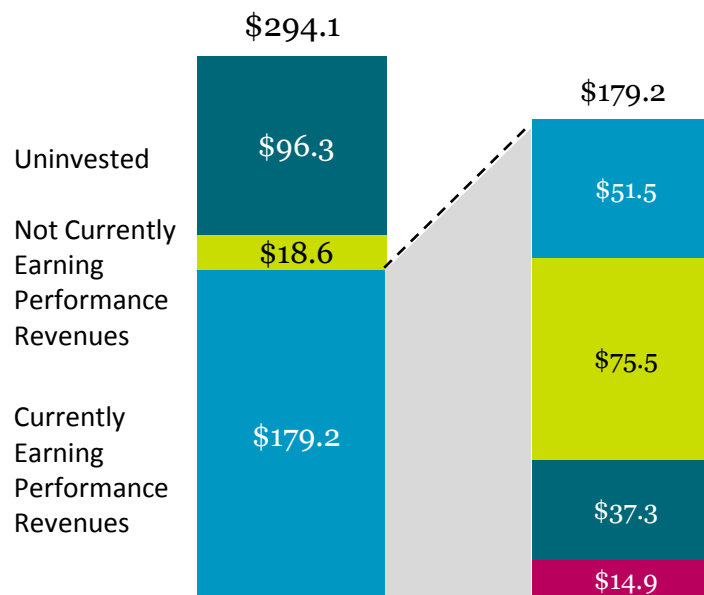 $294.1
$179.2
Uninvested
$96.3
$51.5
Not Currently
Earning
Performance
Revenues
$18.6
$75.5
Currently
Earning
Performance
Revenues
$179.2
$37.3
$14.9